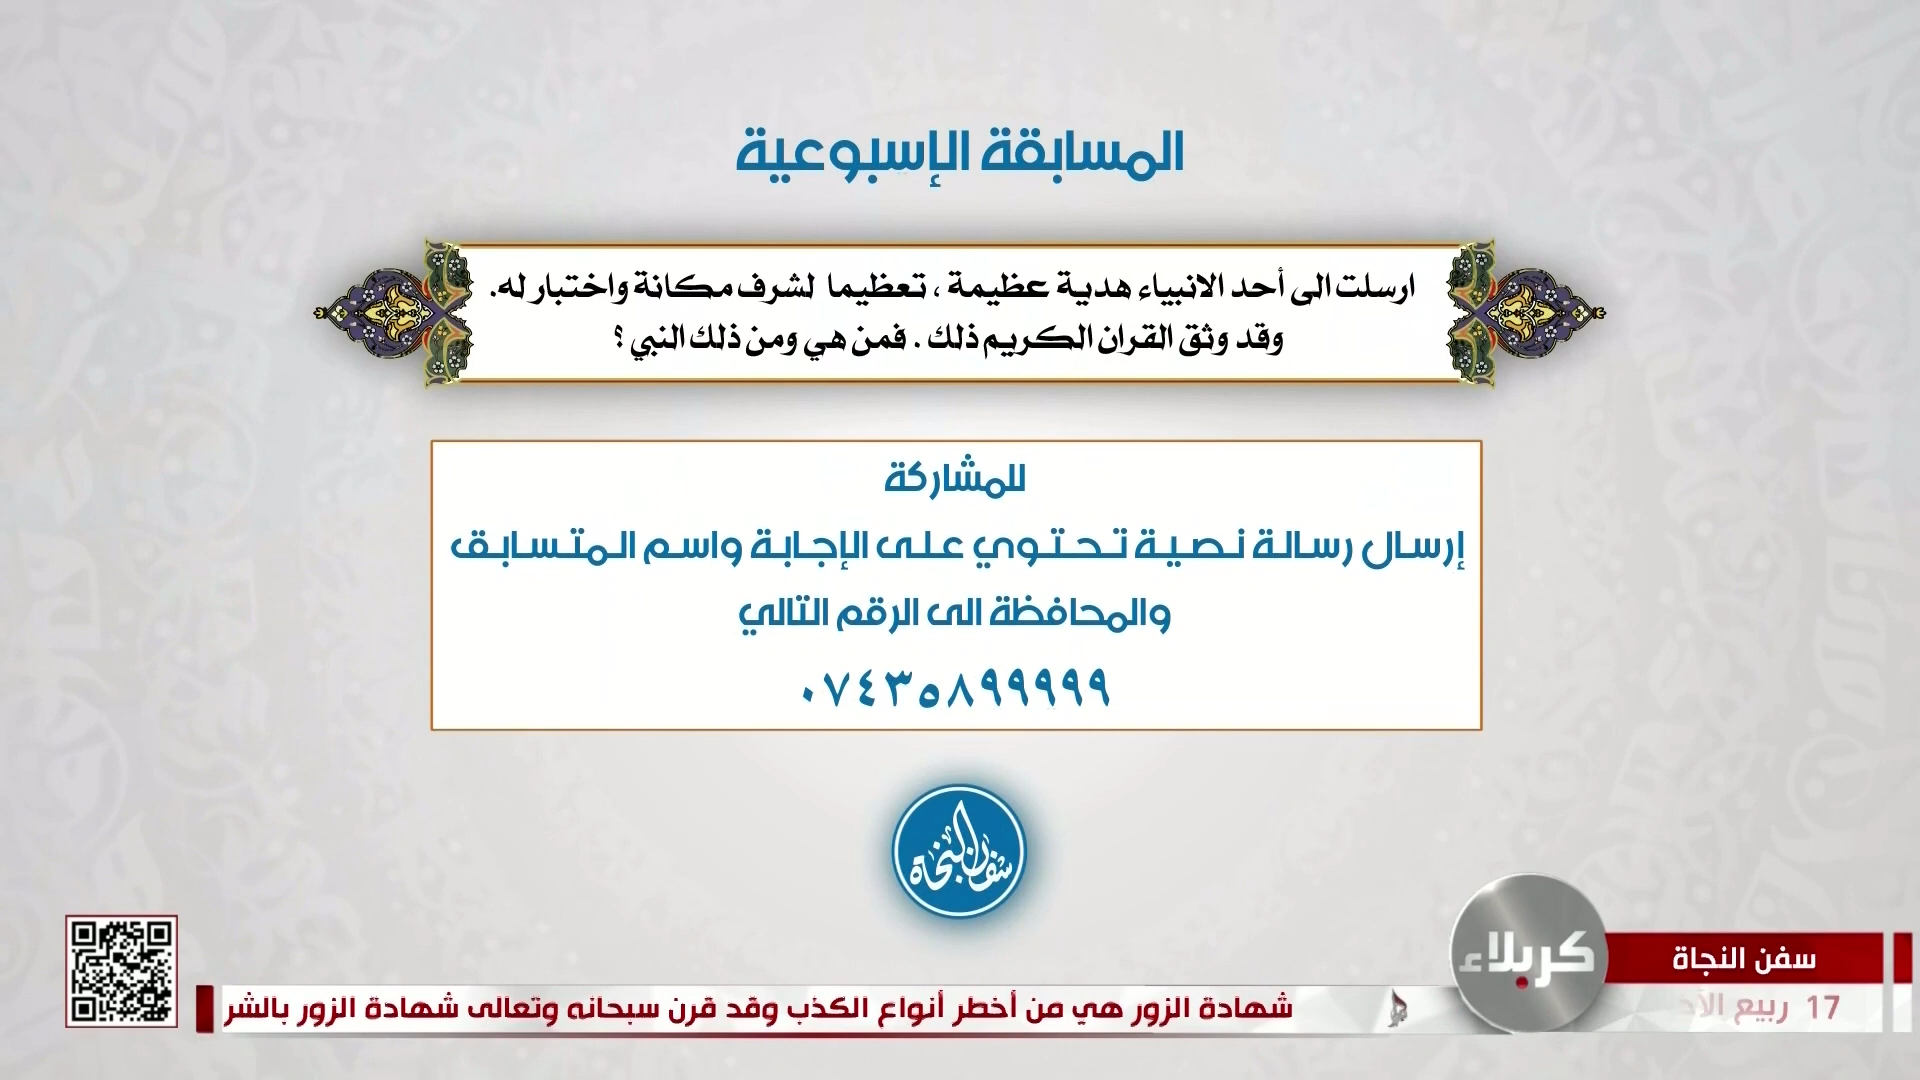 المسابقة الإسبوعية
ارسلت الى أحد الانبياء هدية عظيمة ، تعظيما لشرف مكانة واختبار له.
وقد وثق القران الكريم ذلك . فمن هي ومن ذلك النبي ؟
للمشاركة
إرسال رسالة نصية تحتوي على الإجابة واسم المتسابق
والمحافظة الى الرقم التالي
٠٧٤٣٥٨٩٩٩٩٩
سفن النجاة
كربلاء
سفن النجاة
17 ربيع
شهادة الزور هي من أخطر أنواع الكذب وقد قرن سبحانه وتعالى شهادة الزور بالشر